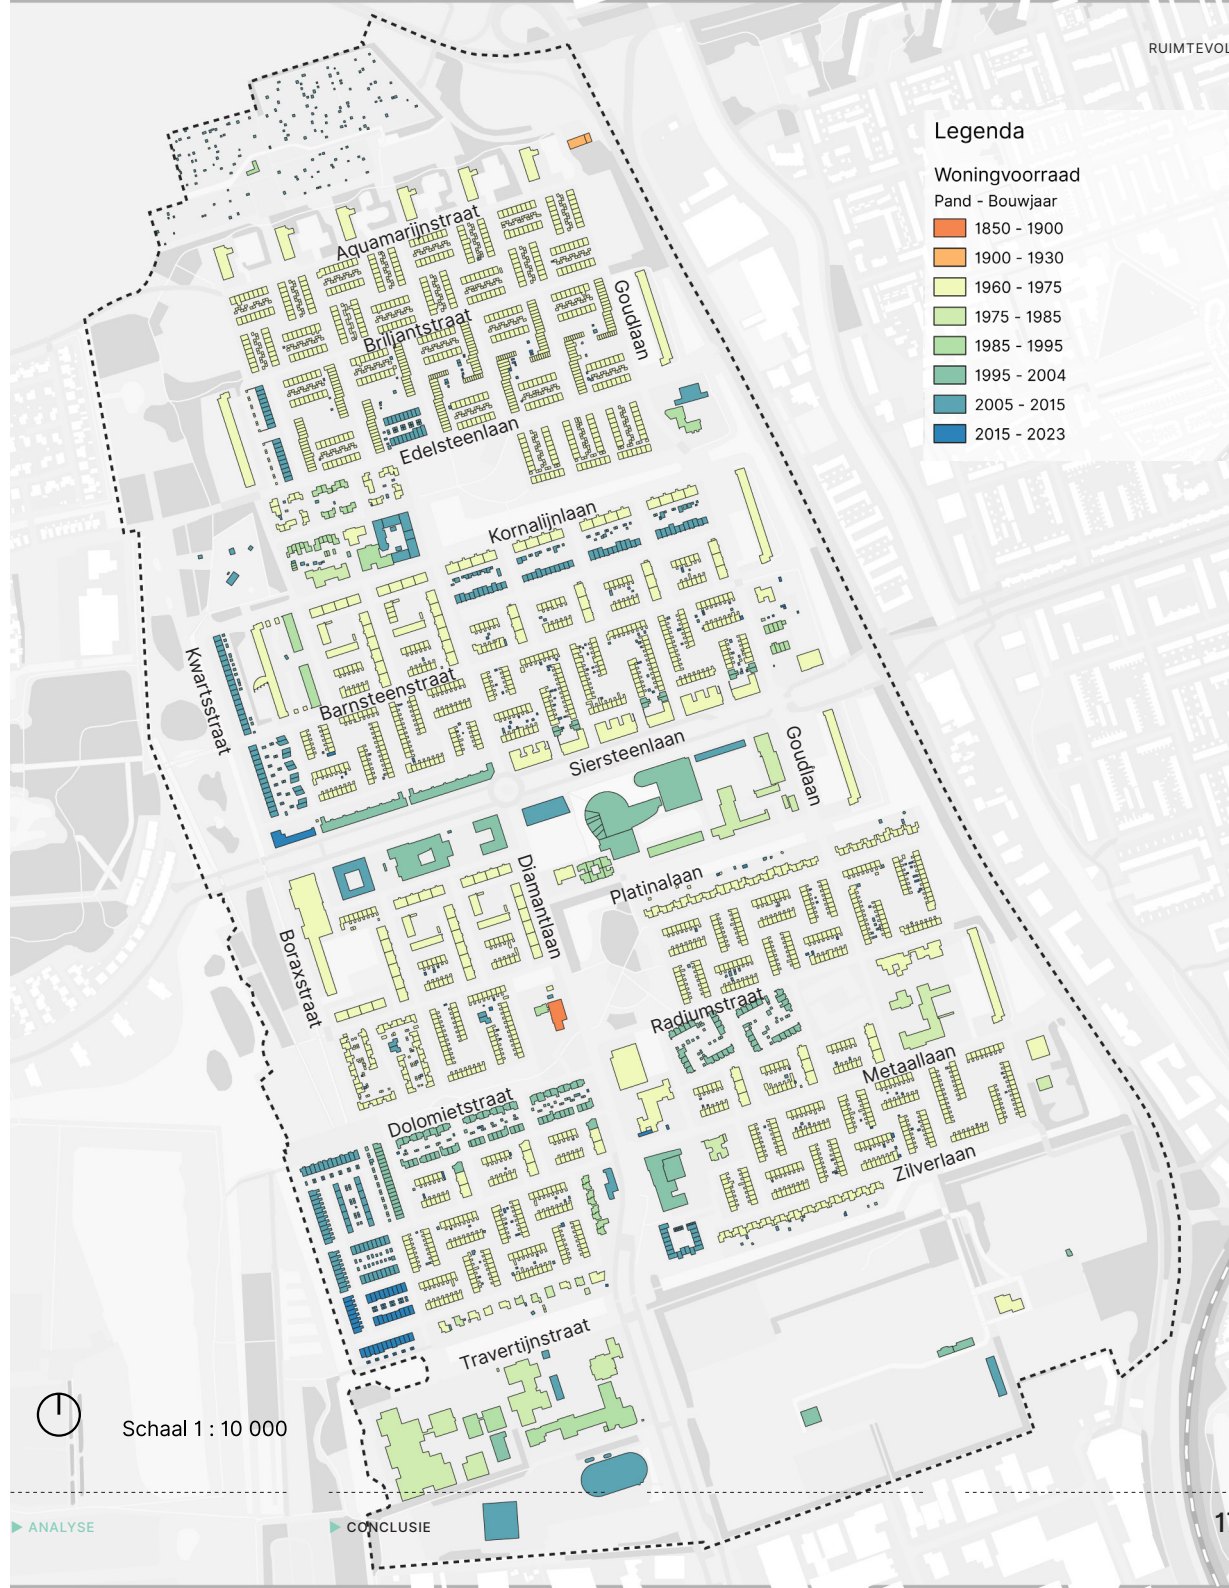 RUIMTEVOL
Legenda
Woningvoorraad
Pand - Bouwjaar
1850 - 1900
1900 - 1930
1960 - 1975
1975 - 1985
1985 - 1995
1995 - 2004
2005 - 2015
2015 - 2023
Aquamarijnstraat
Goudlaan
Briljantstraat
Edelsteenlaan
Kornalijnlaan
Kwartsstraat
Barnsteenstraat
Siersteenlaan
Goudlaan
Diamantlaan
Platinalaan
Boraxstraat
Radiumstraat
Metaallaan
Dolomietstraat
Zilverlaan
Travertijnstraat
Schaal 1 : 10 000
ANALYSE
CONCLUSIE